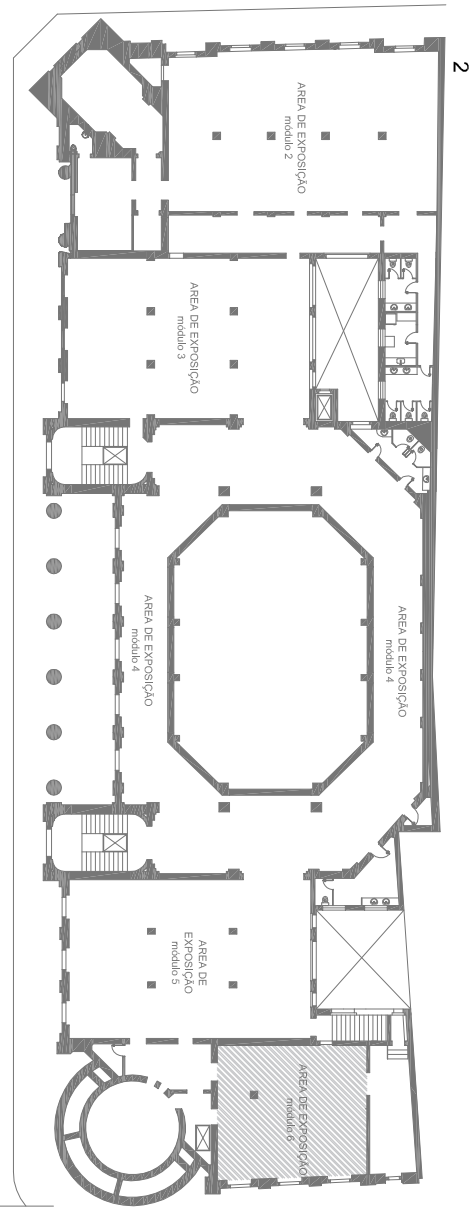 2
AREA DE EXPOSIÇÃO
módulo 2
AREA DE EXPOSIÇÃO
módulo 3
AREA DE EXPOSIÇÃO
módulo 4
AREA DE EXPOSIÇÃO
módulo 4
AREA DE
EXPOSIÇÃO
módulo 5
AREA DE EXPOSIÇÃO
módulo 6